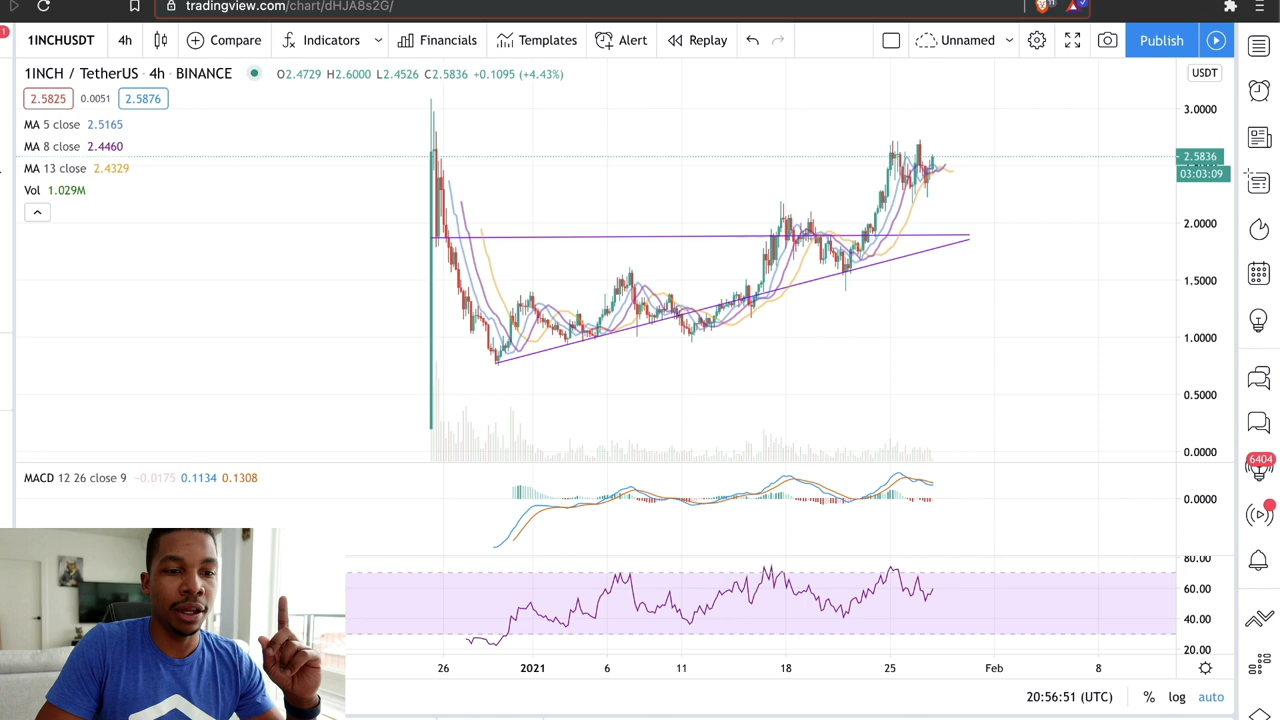 tradingview.com/chart/dHJA8s2G/
11
1
1INCHUSDT 4h Compare Indicators Financials Templates Alert Replay Unnamed Publish
1INCH / TetherUS · 4h · BINANCE O2.4729 H2.6000 L2.4526 C2.5836 +0.1095 (+4.43%) USDT
2.5825 0.0051 2.5876
MA 5 close 2.5165
MA 8 close 2.4460
MA 13 close 2.4329
Vol 1.029M
3.0000
2.5836
03:03:09
2.0000
1.5000
1.0000
0.5000
0.0000
6404
MACD 12 26 close 9 −0.0175 0.1134 0.1308
0.0000
80.00
60.00
40.00
20.00
26 2021 6 11 18 25 Feb 8
20:56:51 (UTC) % log auto